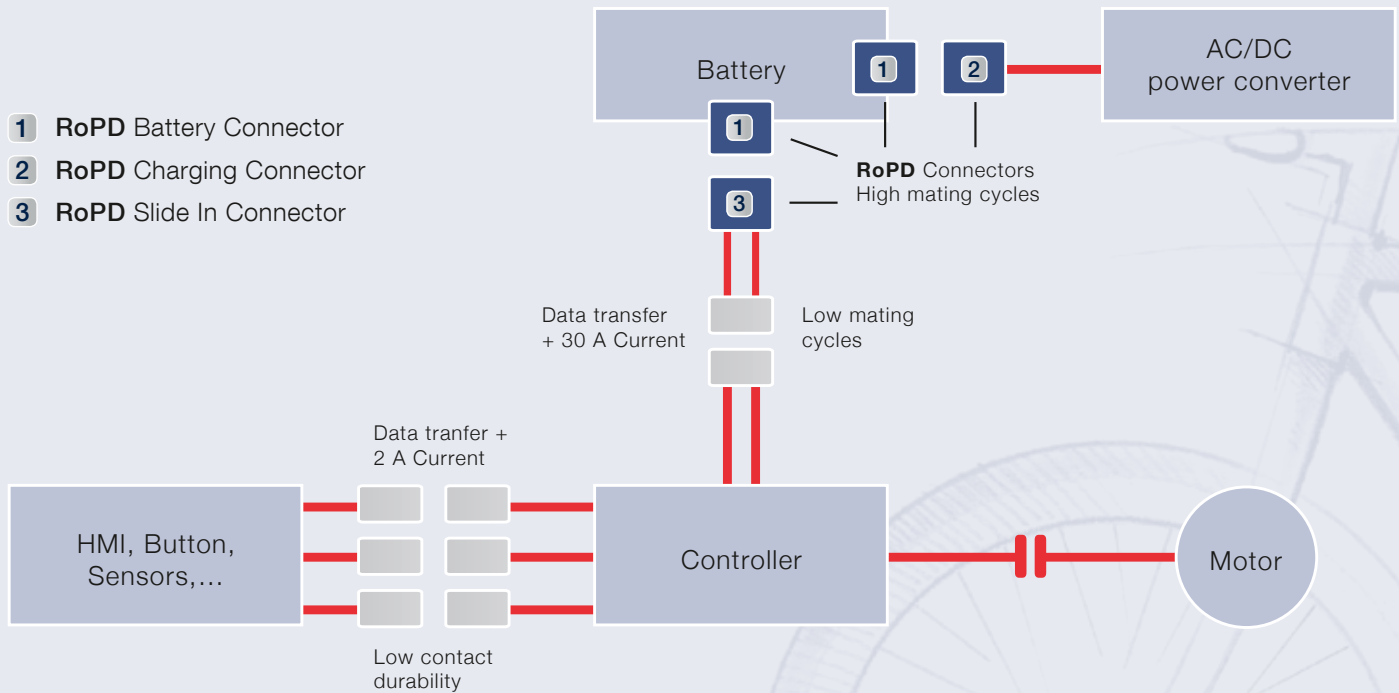 Battery
1
2
AC/DC
power converter
1 RoPD Battery Connector
2 RoPD Charging Connector
3 RoPD Slide In Connector
1
RoPD Connectors
High mating cycles
3
Data transfer
+ 30 A Current
Low mating
cycles
Data tranfer +
2 A Current
HMI, Button,
Sensors,...
Controller
Motor
Low contact
durability